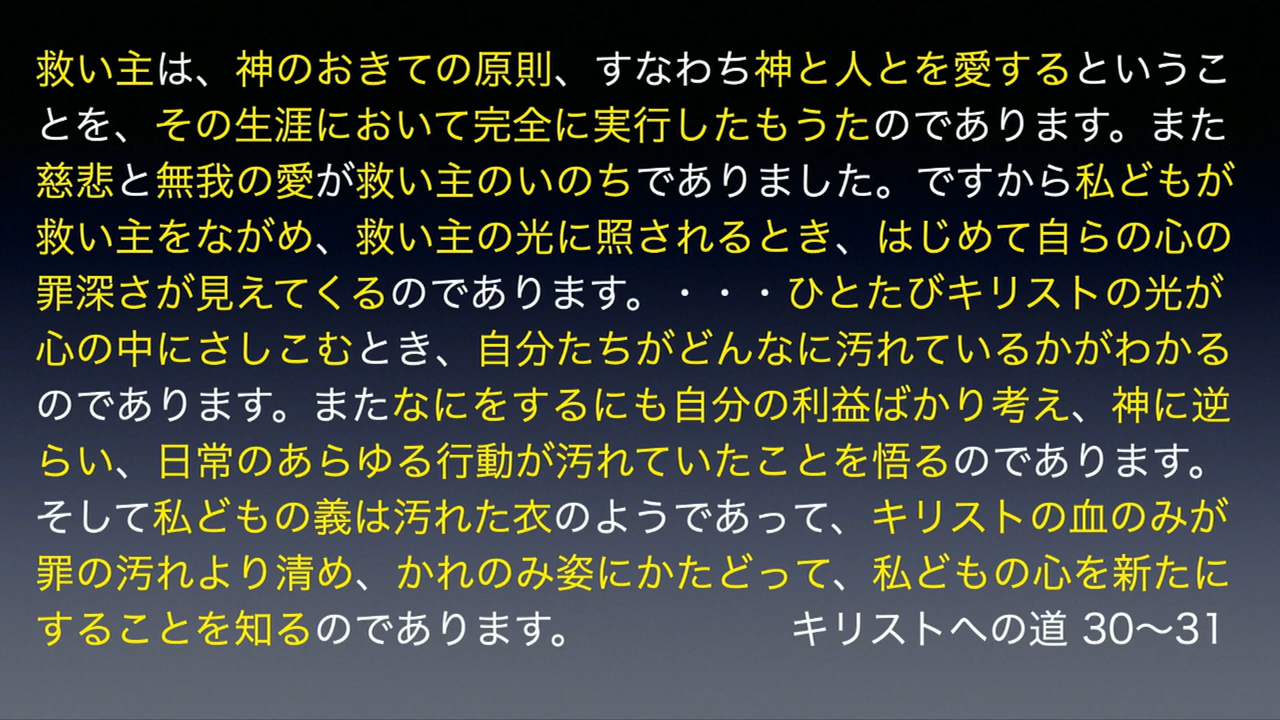 救い主は、神のおきての原則、すなわち神と人とを愛するというこ
とを、その生涯において完全に実行したもうたのであります。また
慈悲と無我の愛が救い主のいのちでありました。ですから私どもが
救い主をながめ、救い主の光に照されるとき、はじめて自らの心の
罪深さが見えてくるのであります。・・・ひとたびキリストの光が
心の中にさしこむとき、自分たちがどんなに汚れているかがわかる
のであります。またなにをするにも自分の利益ばかり考え、神に逆
らい、日常のあらゆる行動が汚れていたことを悟るのであります。
そして私どもの義は汚れた衣のようであって、キリストの血のみが
罪の汚れより清め、かれのみ姿にかたどって、私どもの心を新たに
することを知るのであります。 キリストへの道 30〜31